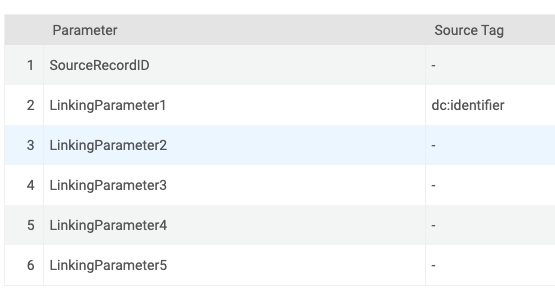 Parameter Source Tag
1 SourceRecordID -
2 LinkingParameter1 dc:identifier
3 LinkingParameter2 -
4 LinkingParameter3 -
5 LinkingParameter4 -
6 LinkingParameter5 -